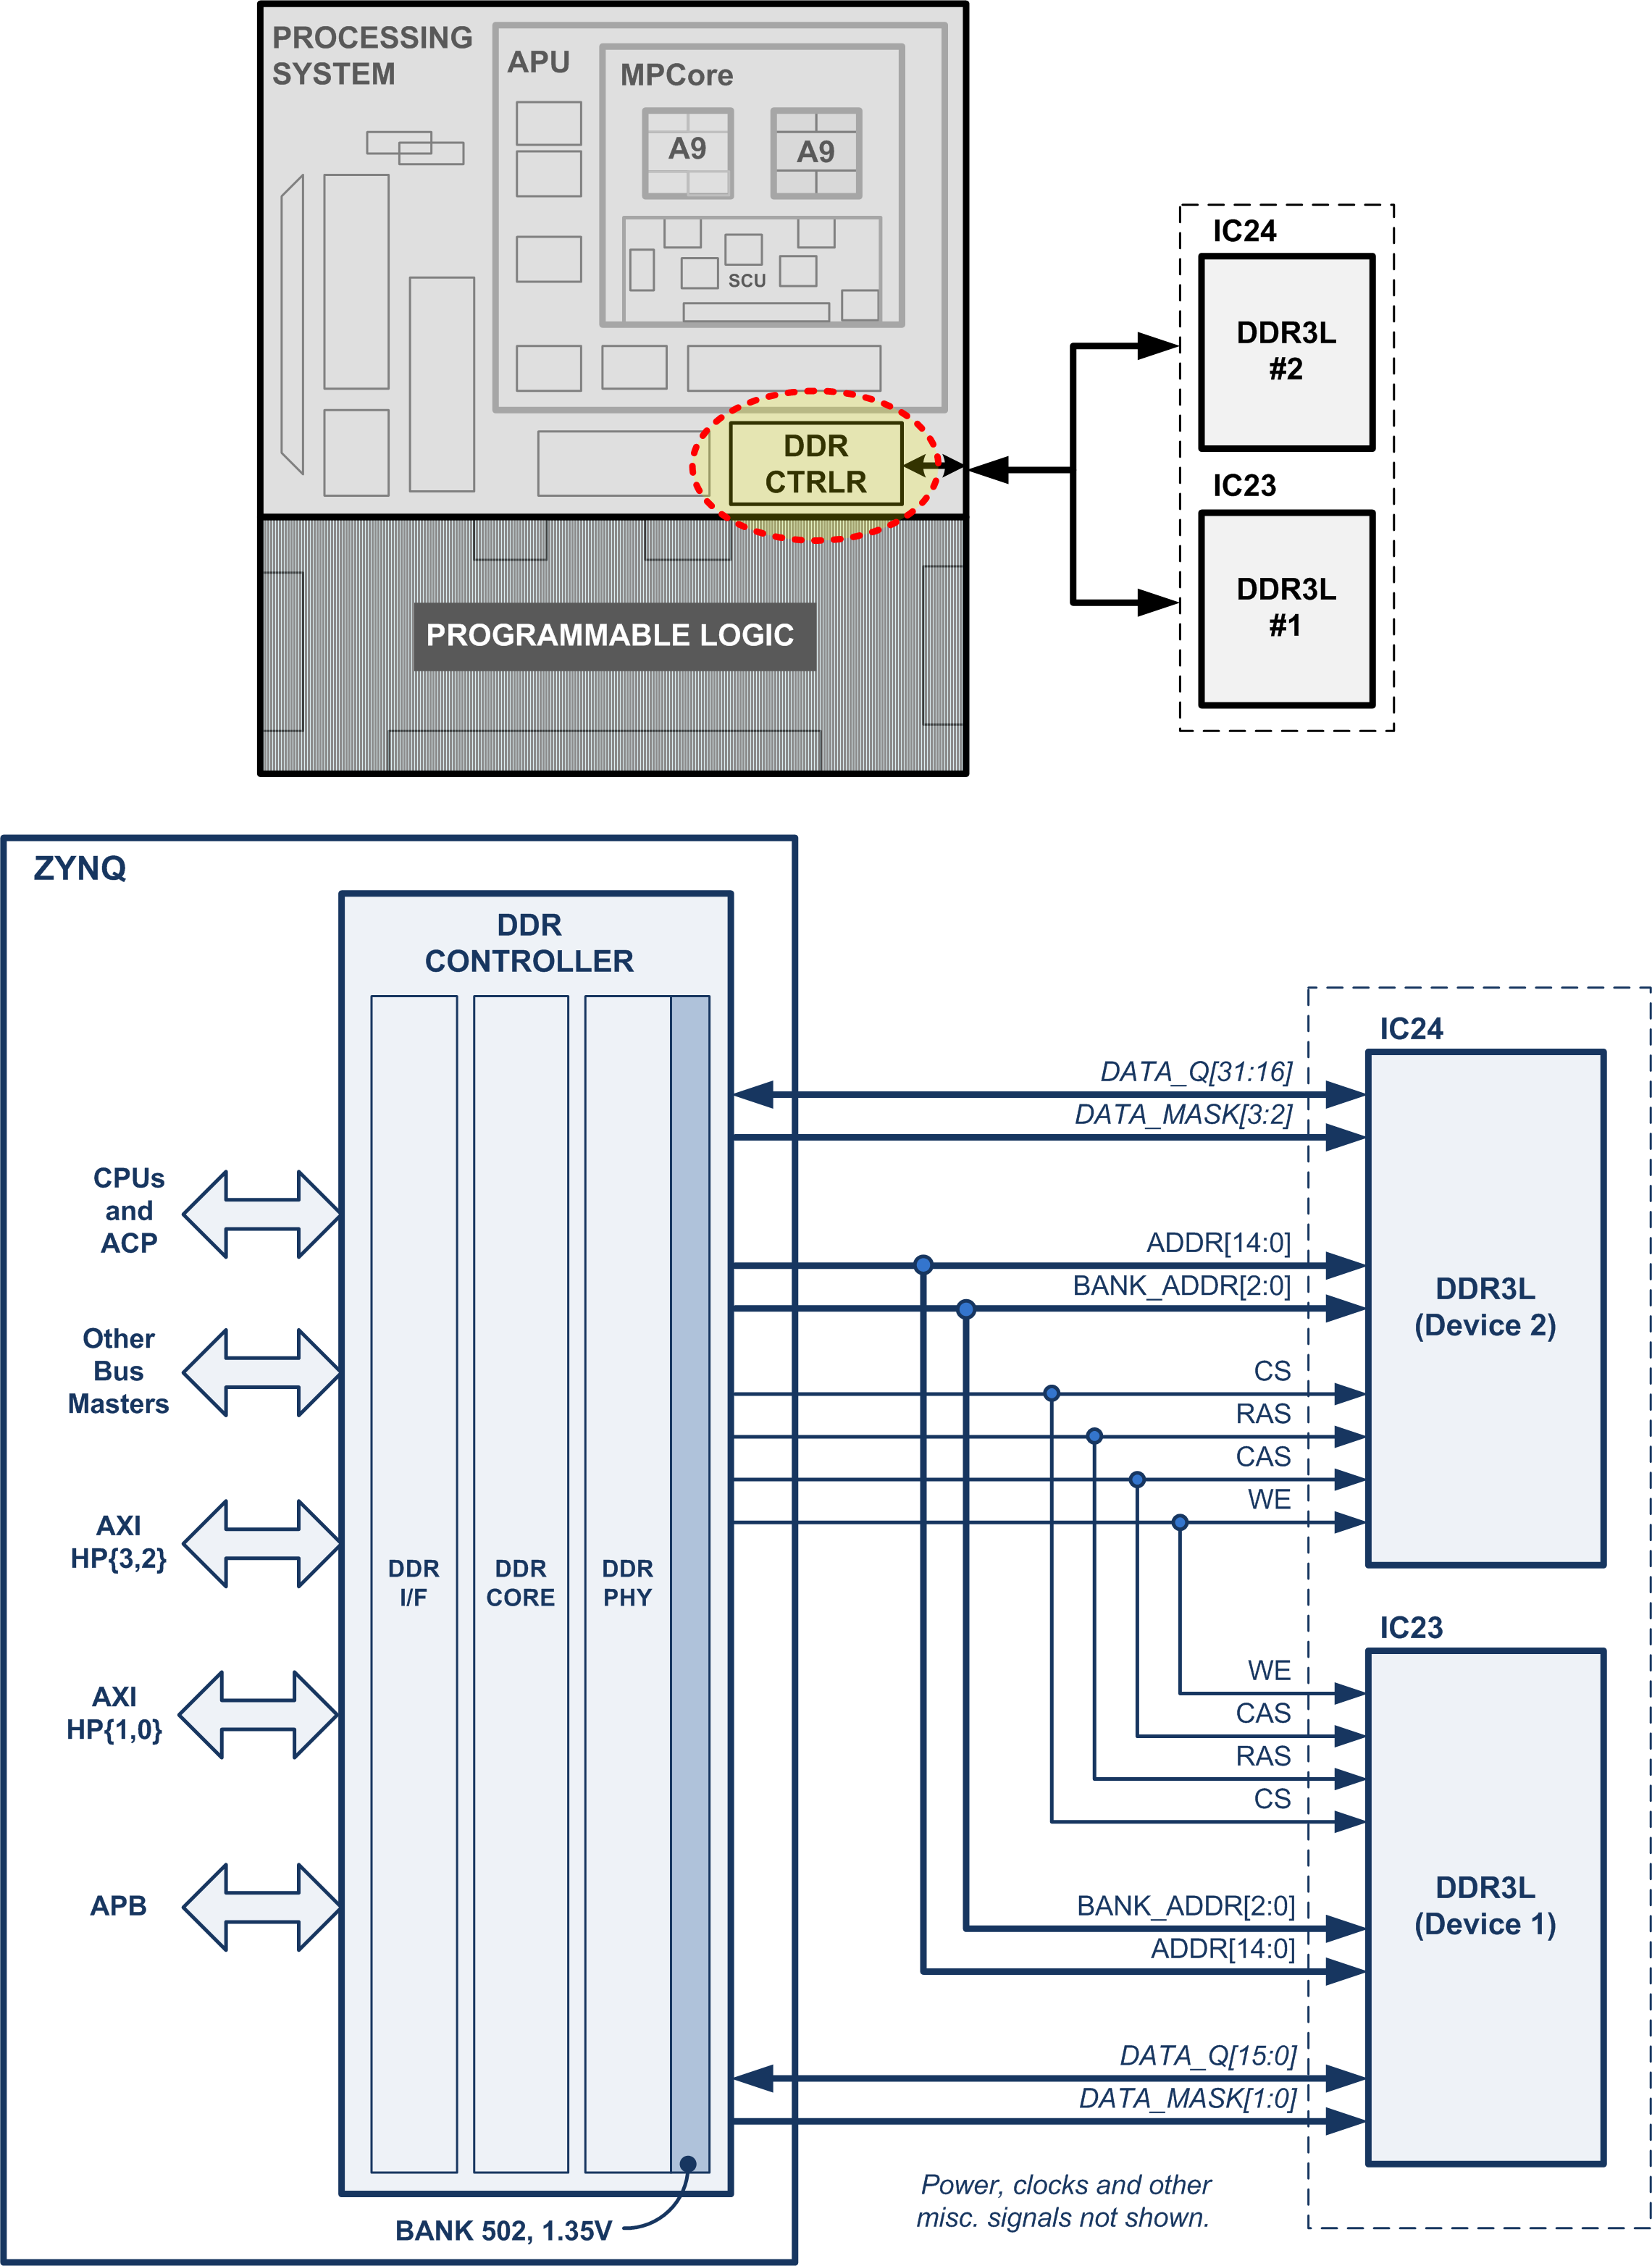 PROCESSING
SYSTEM
APU
MPCore
A9
A9
SCU
DDR
CTRLR
PROGRAMMABLE LOGIC
IC24
DDR3L
#2
IC23
DDR3L
#1
ZYNQ
DDR
CONTROLLER
CPUs
and
ACP
Other
Bus
Masters
AXI
HP{3,2}
AXI
HP{1,0}
APB
DDR
I/F
DDR
CORE
DDR
PHY
BANK 502, 1.35V
DATA_Q[31:16]
DATA_MASK[3:2]
ADDR[14:0]
BANK_ADDR[2:0]
CS
RAS
CAS
WE
IC24
DDR3L
(Device 2)
WE
CAS
RAS
CS
BANK_ADDR[2:0]
ADDR[14:0]
DATA_Q[15:0]
DATA_MASK[1:0]
IC23
DDR3L
(Device 1)
Power, clocks and other
misc. signals not shown.